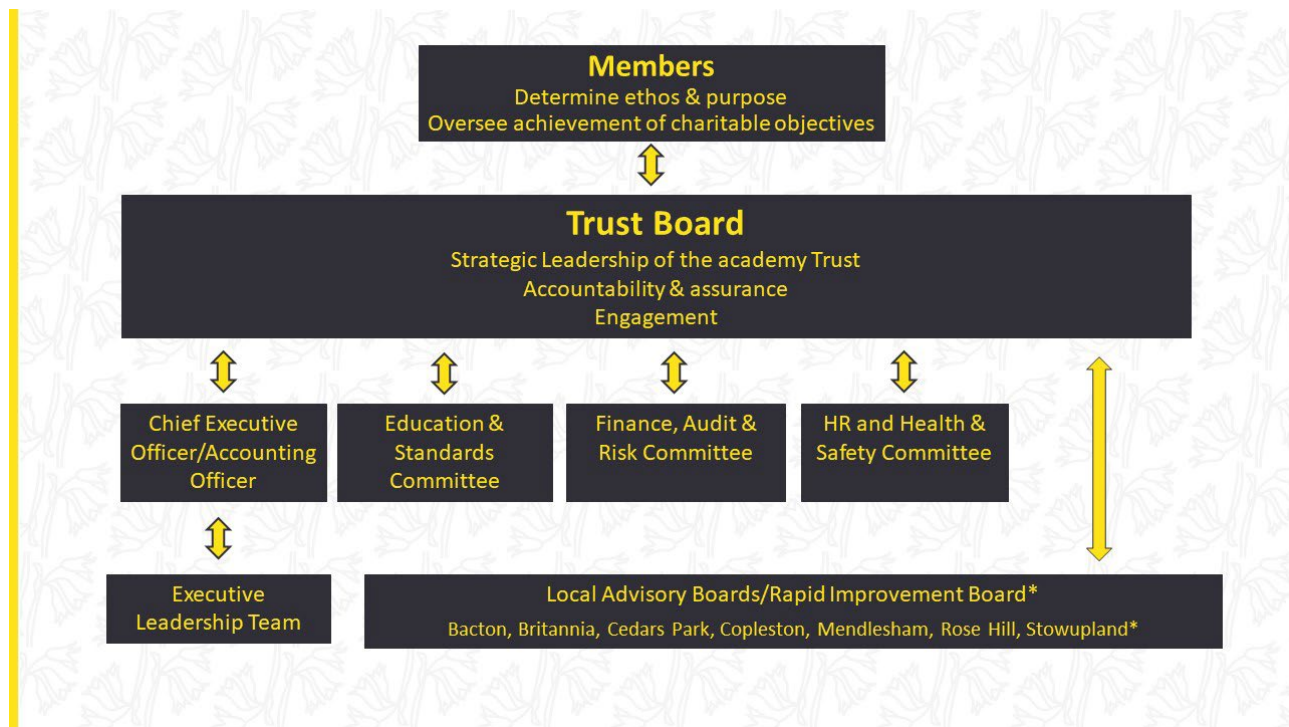 Members
Determine ethos & purpose
Oversee achievement of charitable objectives
Trust Board
Strategic Leadership of the academy Trust
Accountability & assurance
Engagement
Chief Executive
Officer/Accounting
Officer
Education &
Standards
Committee
Finance, Audit &
Risk Committee
HR and Health &
Safety Committee
Executive
Leadership Team
Local Advisory Boards/Rapid Improvement Board*
Bacton, Britannia, Cedars Park, Copleston, Mendlesham, Rose Hill, Stowupland*